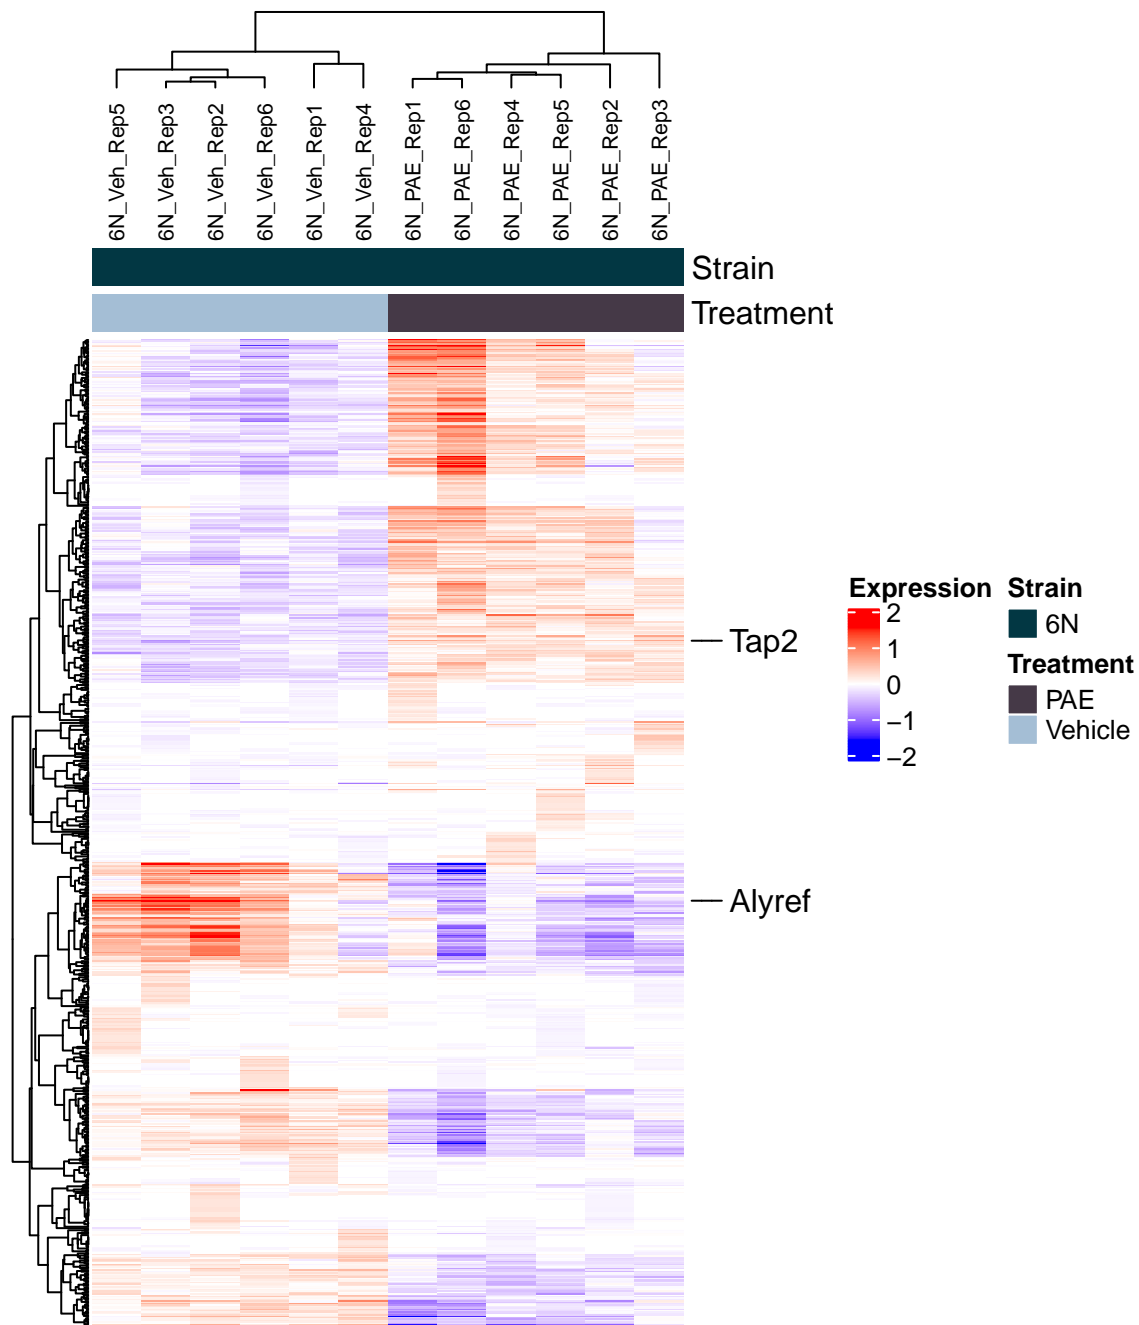 6N_Veh_Rep5
6N_Veh_Rep3
6N_Veh_Rep2
6N_Veh_Rep6
6N_Veh_Rep1
6N_Veh_Rep4
6N_PAE_Rep1
6N_PAE_Rep6
6N_PAE_Rep4
6N_PAE_Rep5
6N_PAE_Rep2
6N_PAE_Rep3
Strain
Treatment
Tap2
Alyref
Expression
2
1
0
−1
−2
Strain
6N
Treatment
PAE
Vehicle